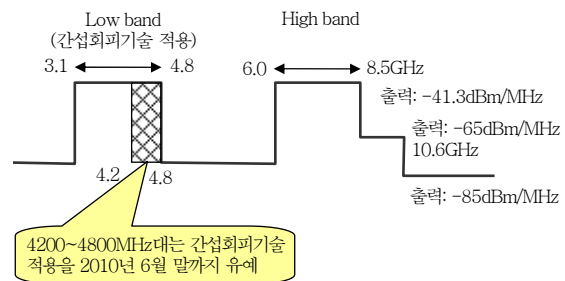 Low band
(간섭회피기술 적용)
High band
3.1
4.8
6.0
8.5GHz
출력: -41.3dBm/MHz
출력: -65dBm/MHz
10.6GHz
4.2
4.8
출력: -85dBm/MHz
4200~4800MHz대는 간섭회피기술
적용을 2010년 6월 말까지 유예